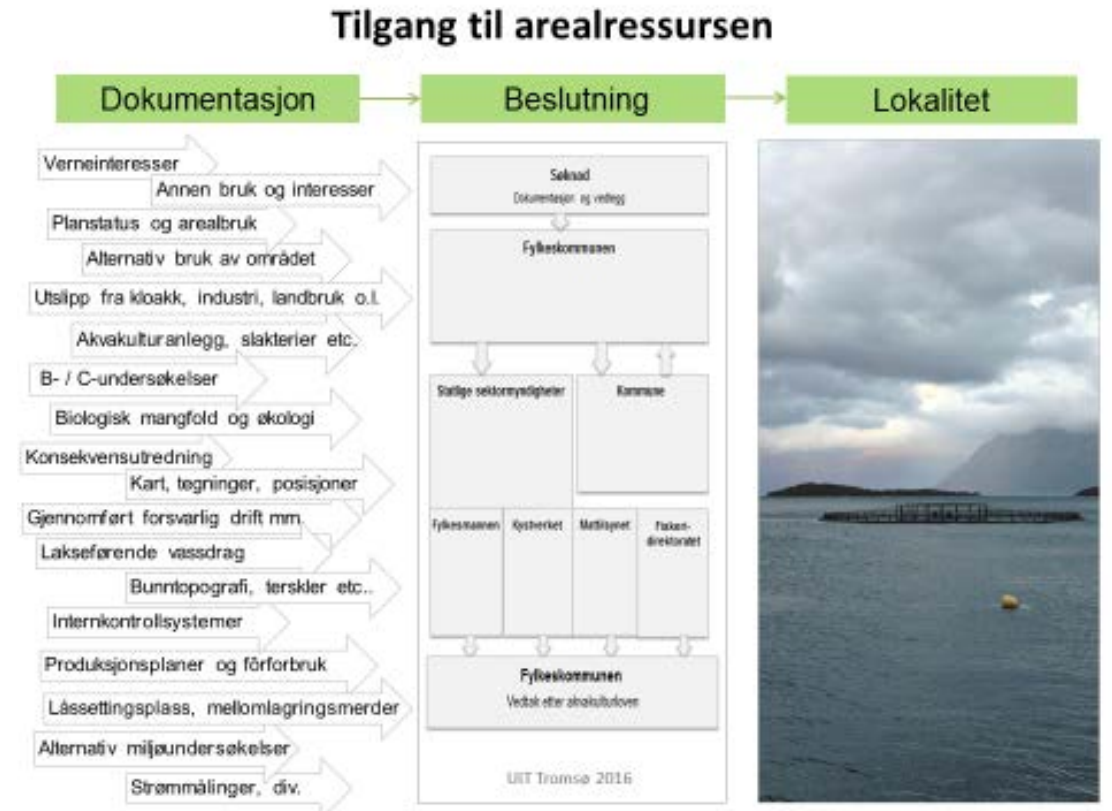 Tilgang til arealressursen
Dokumentasjon
Beslutning
Lokalitet
Verneinteresser
Annen bruk og interesser
Planstatus og arealbruk
Alternativ bruk av området
Utslipp fra kloakk, industri, landbruk o.l.
Akvakulturanlegg, slakterier etc.
B- / C-undersøkelser
Biologisk mangfold og økologi
Konsekvensutredning
Kart, tegninger, posisjoner
Gjennomført forsvarlig drift mm.
Lakseførende vassdrag
Bunntopografi, terskler etc..
Internkontrollsystemer
Produksjonsplaner og fôrforbruk
Låssettingsplass, mellomlagringsmerder
Alternativ miljøundersøkelser
Strømmålinger, div.
Søknad
Dokumentasjon og vedlegg
Fylkeskommunen
Statlige sektormyndigheter
Kommune
Fylkesmannen
Kystverket
Mattilsynet
Fiskeri-
direktoratet
Fylkeskommunen
Vedtak etter akvakulturloven
UIT Tromsø 2016